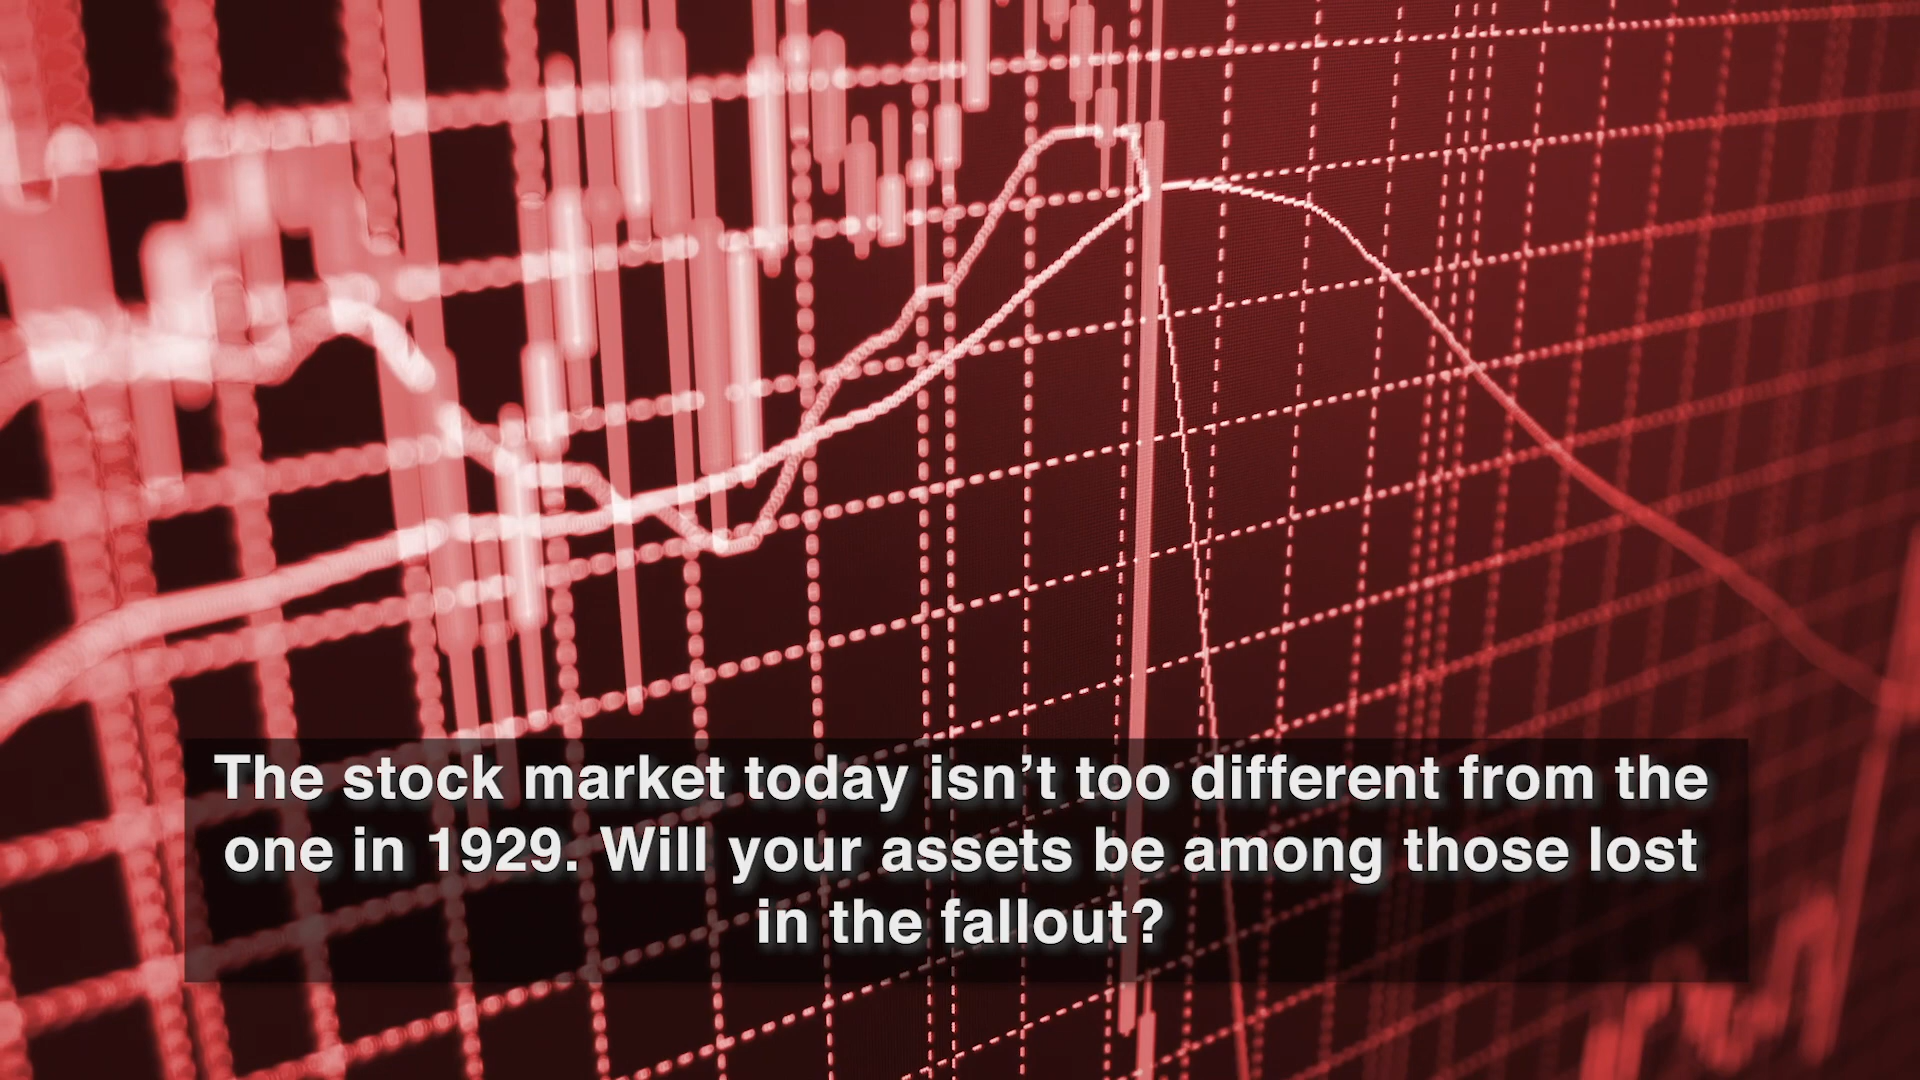 The stock market today isn’t too different from the
one in 1929. Will your assets be among those lost
in the fallout?